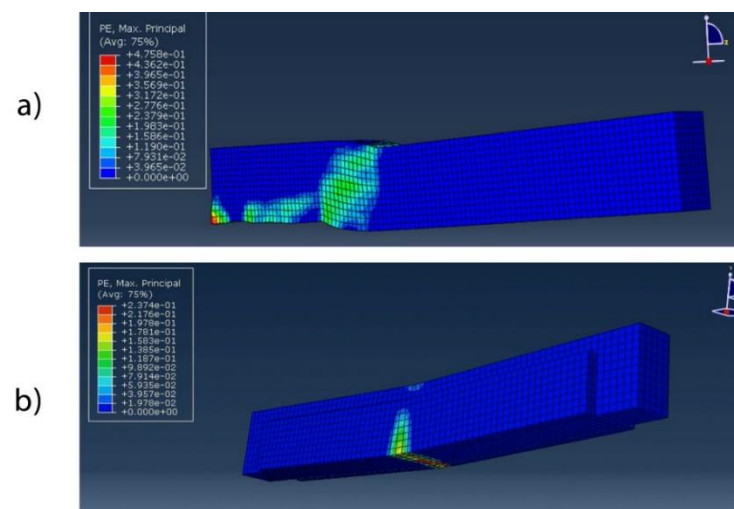 a)
PE, Max. Principal
(Avg: 75%)
+4.758e-01
+4.362e-01
+3.965e-01
+3.569e-01
+3.172e-01
+2.776e-01
+2.379e-01
+1.983e-01
+1.586e-01
+1.190e-01
+7.931e-02
+3.965e-02
+0.000e+00
b)
PE, Max. Principal
(Avg: 75%)
+2.374e-01
+2.176e-01
+1.978e-01
+1.781e-01
+1.583e-01
+1.385e-01
+1.187e-01
+9.892e-02
+7.914e-02
+5.935e-02
+3.957e-02
+1.978e-02
+0.000e+00